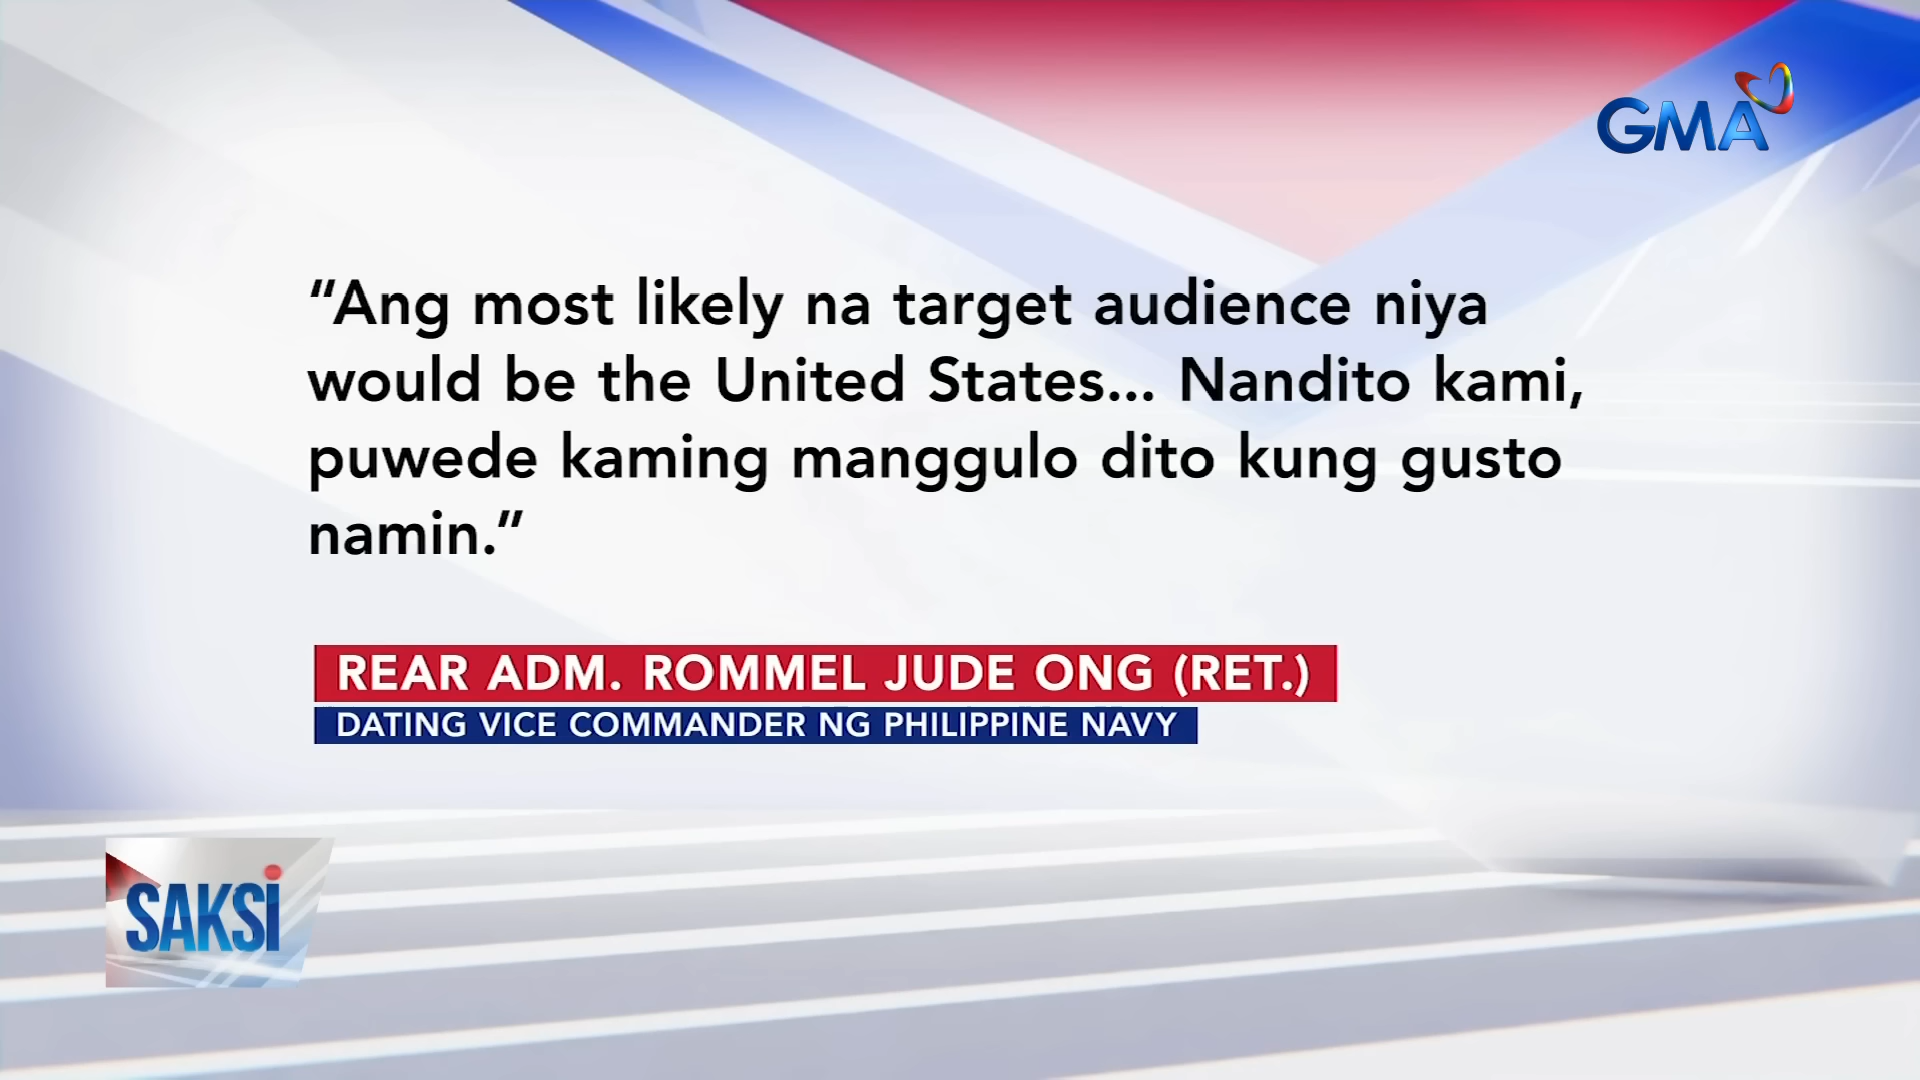 GMA
“Ang most likely na target audience niya
would be the United States... Nandito kami,
puwede kaming manggulo dito kung gusto
namin.”
REAR ADM. ROMMEL JUDE ONG (RET.)
DATING VICE COMMANDER NG PHILIPPINE NAVY
SAKSi